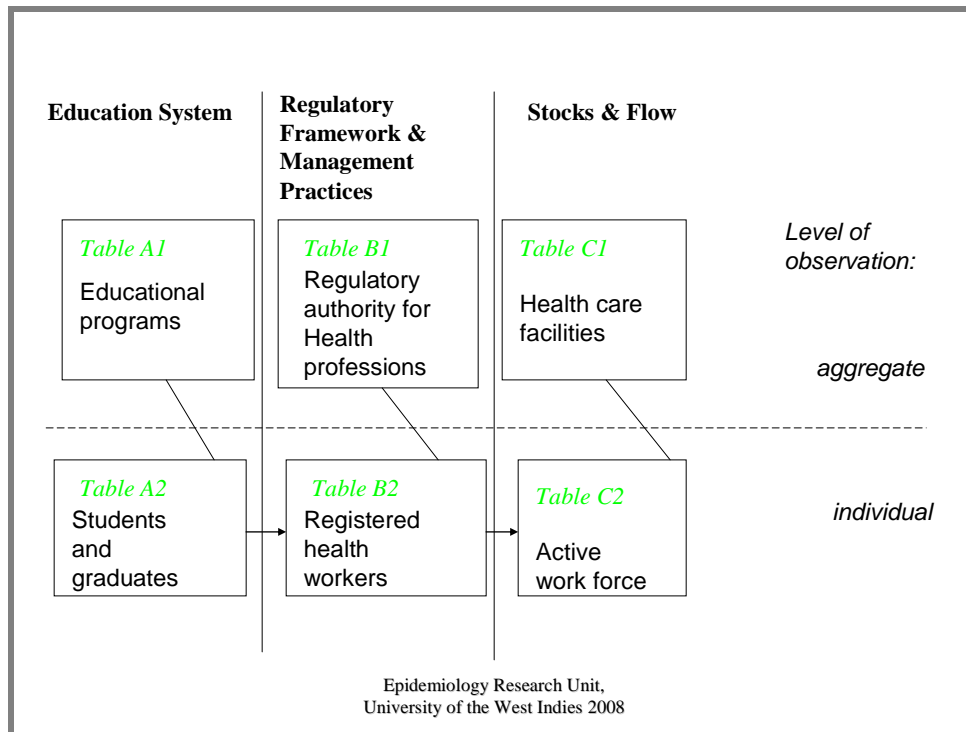 Education System
Regulatory
Framework &
Management
Practices
Stocks & Flow
Table A1
Educational
programs
Table B1
Regulatory
authority for
Health
professions
Table C1
Health care
facilities
Level of
observation:
aggregate
Table A2
Students
and
graduates
Table B2
Registered
health
workers
Table C2
Active
work force
individual
Epidemiology Research Unit,
University of the West Indies 2008